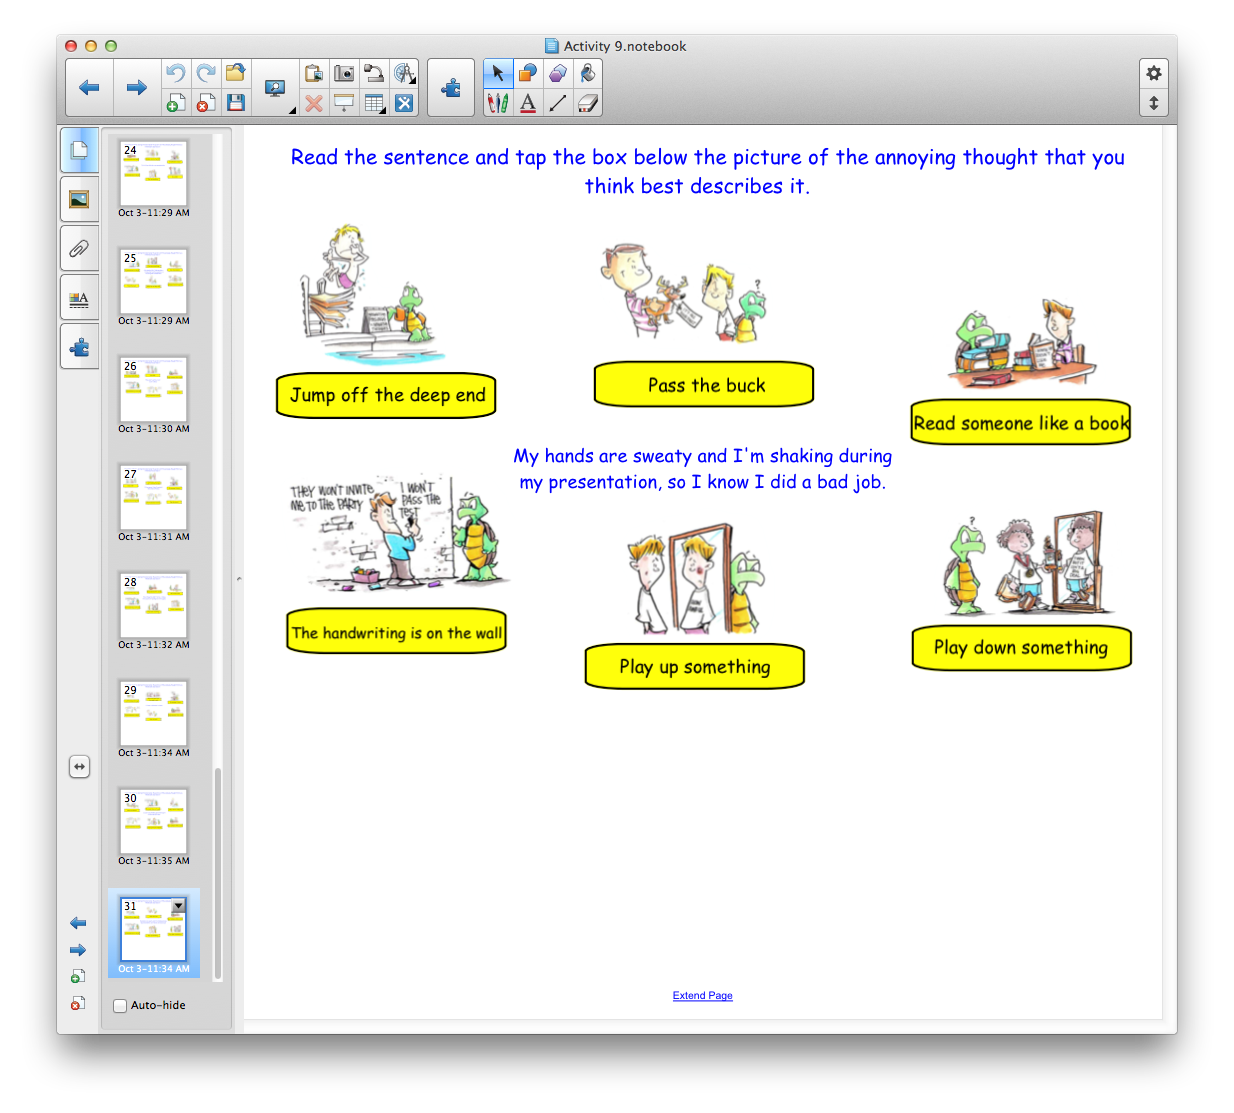 Activity 9.notebook
24
Oct 3-11:29 AM
25
Oct 3-11:29 AM
26
Oct 3-11:30 AM
27
Oct 3-11:31 AM
28
Oct 3-11:32 AM
29
Oct 3-11:34 AM
30
Oct 3-11:35 AM
31
Oct 3-11:34 AM
Auto-hide
Read the sentence and tap the box below the picture of the annoying thought that you
think best describes it.
Jump off the deep end
Pass the buck
Read someone like a book
My hands are sweaty and I'm shaking during
my presentation, so I know I did a bad job.
THEY WON'T INVITE
ME TO THE PARTY
I WON'T
PASS THE
TEST
The handwriting is on the wall
Play up something
Play down something
Extend Page